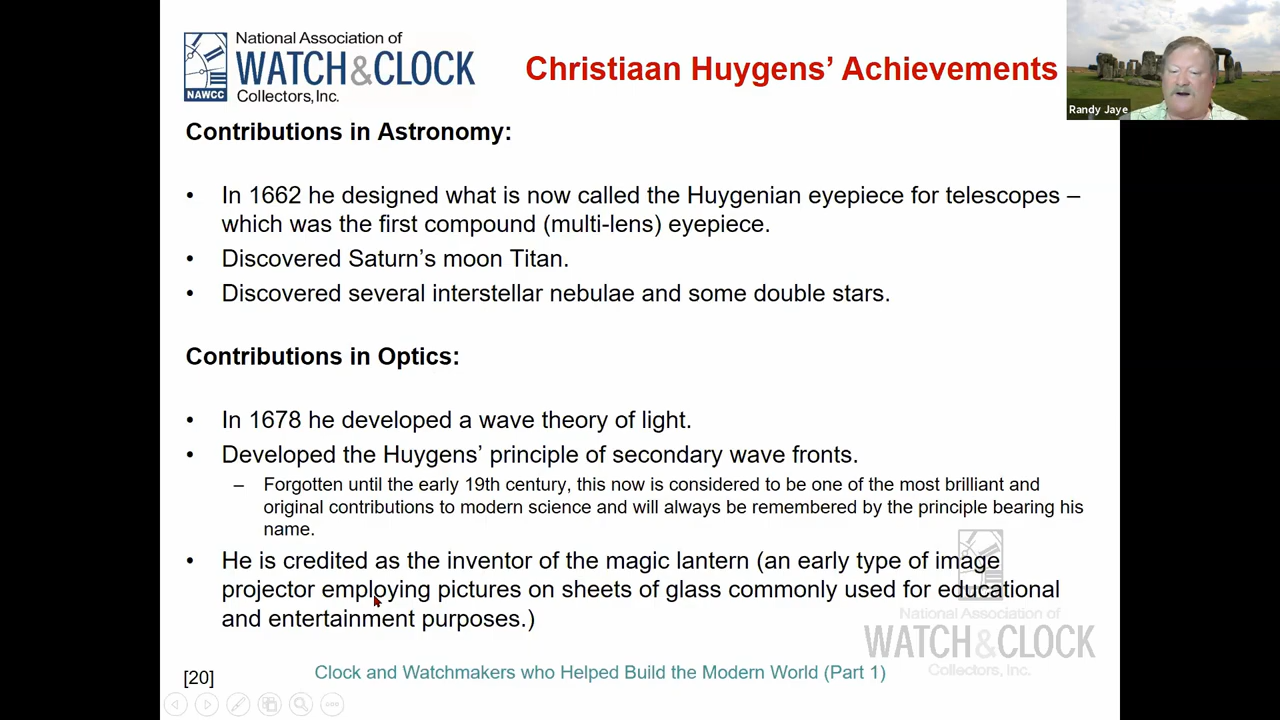 National Association of
WATCH&CLOCK
NAWCC
Collectors, Inc.
Christiaan Huygens’ Achievements
Randy Jaye
Contributions in Astronomy:
• In 1662 he designed what is now called the Huygenian eyepiece for telescopes –
which was the first compound (multi-lens) eyepiece.
• Discovered Saturn’s moon Titan.
• Discovered several interstellar nebulae and some double stars.
Contributions in Optics:
• In 1678 he developed a wave theory of light.
• Developed the Huygens’ principle of secondary wave fronts.
– Forgotten until the early 19th century, this now is considered to be one of the most brilliant and
original contributions to modern science and will always be remembered by the principle bearing his
name.
• He is credited as the inventor of the magic lantern (an early type of image
projector employing pictures on sheets of glass commonly used for educational
and entertainment purposes.)
National Association of
WATCH&CLOCK
Collectors, Inc.
[20]
Clock and Watchmakers who Helped Build the Modern World (Part 1)